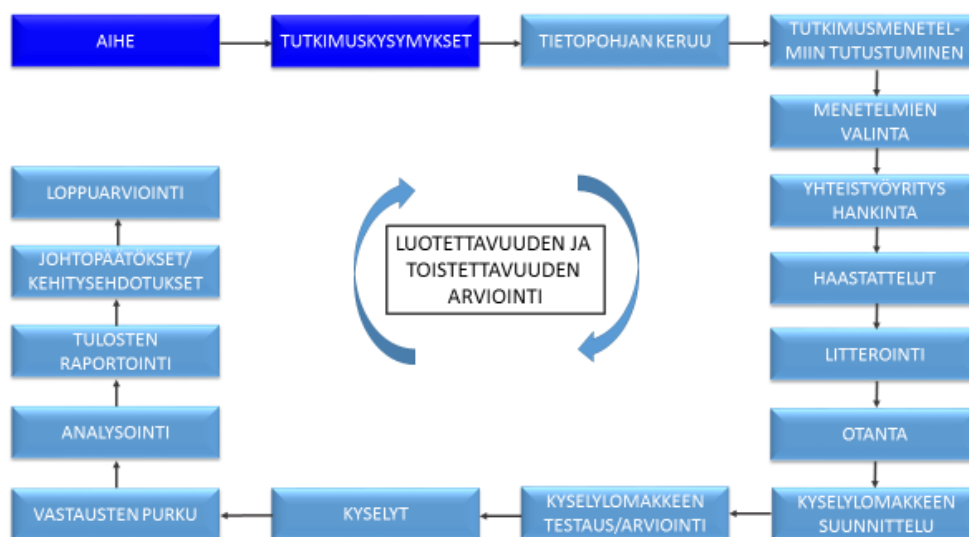 AIHE
TUTKIMUSKYSYMYKSET
TIETOPOHJAN KERUU
TUTKIMUSMENETEL-
MIIN TUTUSTUMINEN
MENETELMIEN
VALINTA
YHTEISTYÖYRITYS
HANKINTA
HAASTATTELUT
LITTEROINTI
OTANTA
KYSELYLOMAKKEEN
SUUNNITTELU
KYSELYLOMAKKEEN
TESTAUS/ARVIOINTI
KYSELYT
VASTAUSTEN PURKU
ANALYSOINTI
TULOSTEN
RAPORTOINTI
JOHTOPÄÄTÖKSET/
KEHITYSEHDOTUKSET
LOPPUARVIOINTI
LUOTETTAVUUDEN JA
TOISTETTAVUUDEN
ARVIOINTI